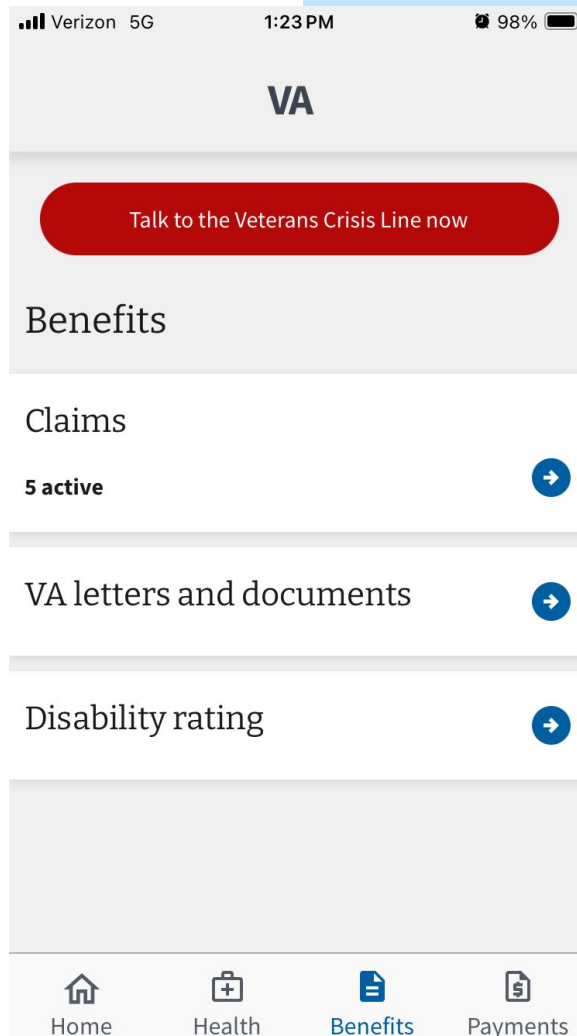 Verizon 5G 1:23 PM 98%
VA
Talk to the Veterans Crisis Line now
Benefits
Claims
5 active
VA letters and documents
Disability rating
Home Health Benefits Payments